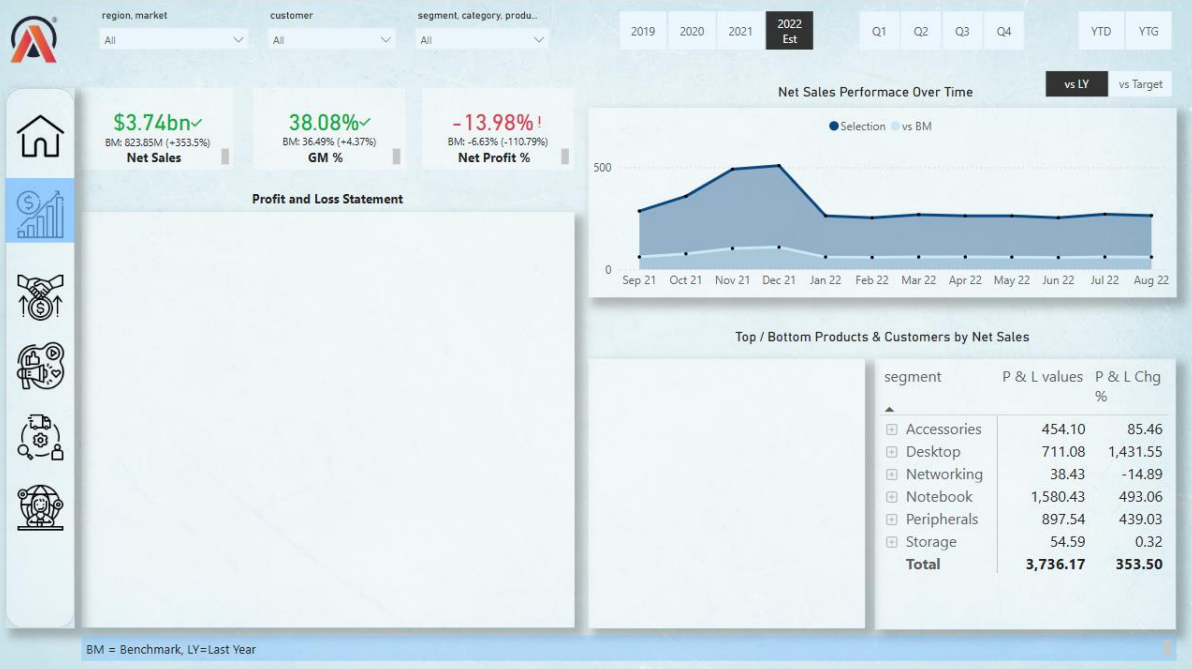 region, market
customer
segment, category, produ...
All
All
All
2019
2020
2021
2022
Est
Q1
Q2
Q3
Q4
YTD
YTG
vs LY
vs Target
$3.74bn
BM: 823.85M (+353.5%)
Net Sales
38.08%
BM: 36.49% (+4.37%)
GM %
-13.98%!
BM: -6.63% (-110.79%)
Net Profit %
Net Sales Performace Over Time
Selection
vs BM
500
0
Sep 21
Oct 21
Nov 21
Dec 21
Jan 22
Feb 22
Mar 22
Apr 22
May 22
Jun 22
Jul 22
Aug 22
Profit and Loss Statement
Top / Bottom Products & Customers by Net Sales
segment P & L values P & L Chg
%
Accessories 454.10 85.46
Desktop 711.08 1,431.55
Networking 38.43 -14.89
Notebook 1,580.43 493.06
Peripherals 897.54 439.03
Storage 54.59 0.32
Total 3,736.17 353.50
BM = Benchmark, LY=Last Year